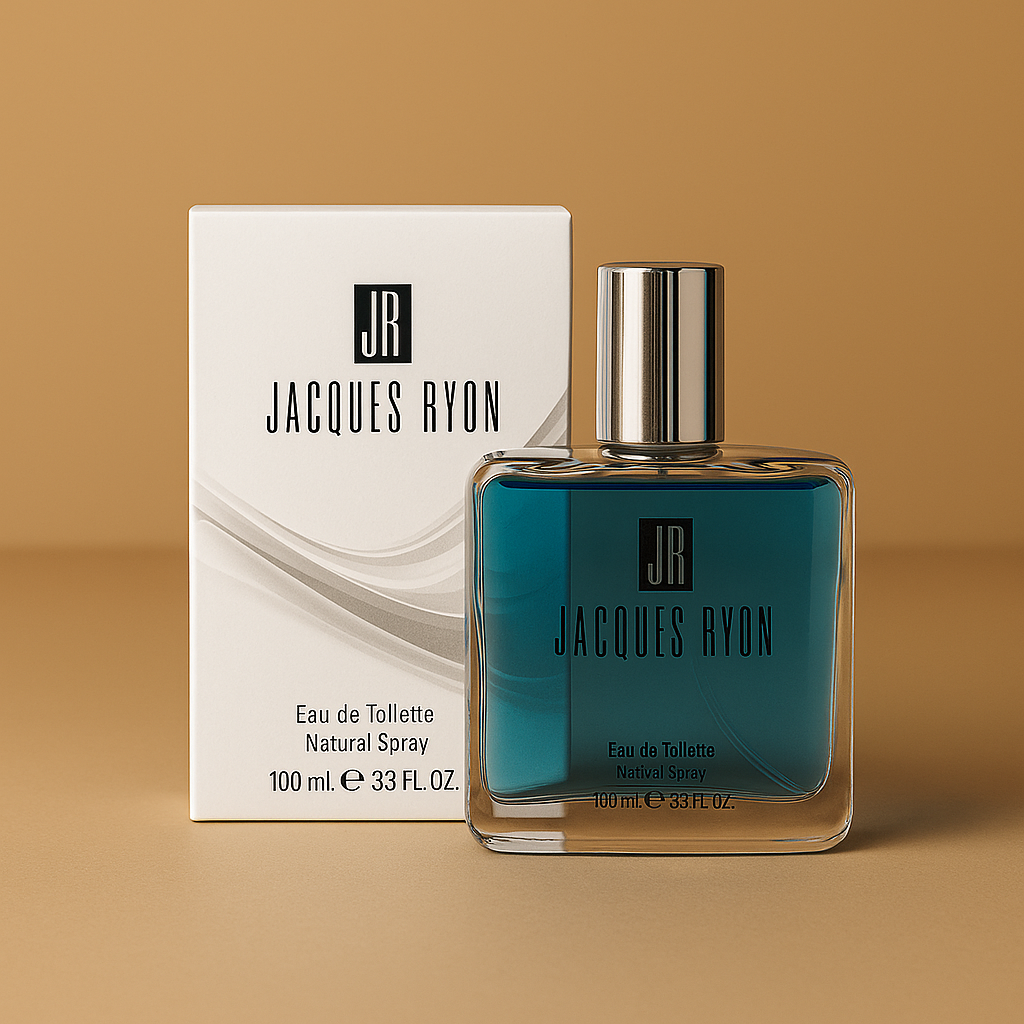 JR
JACQUES RYON
Eau de Tollette
Natural Spray
100 ml. ℮ 33 FL. OZ.
JR
JACQUES RYON
Eau de Tollette
Natival Spray
100 ml. ℮ 33 FL OZ.